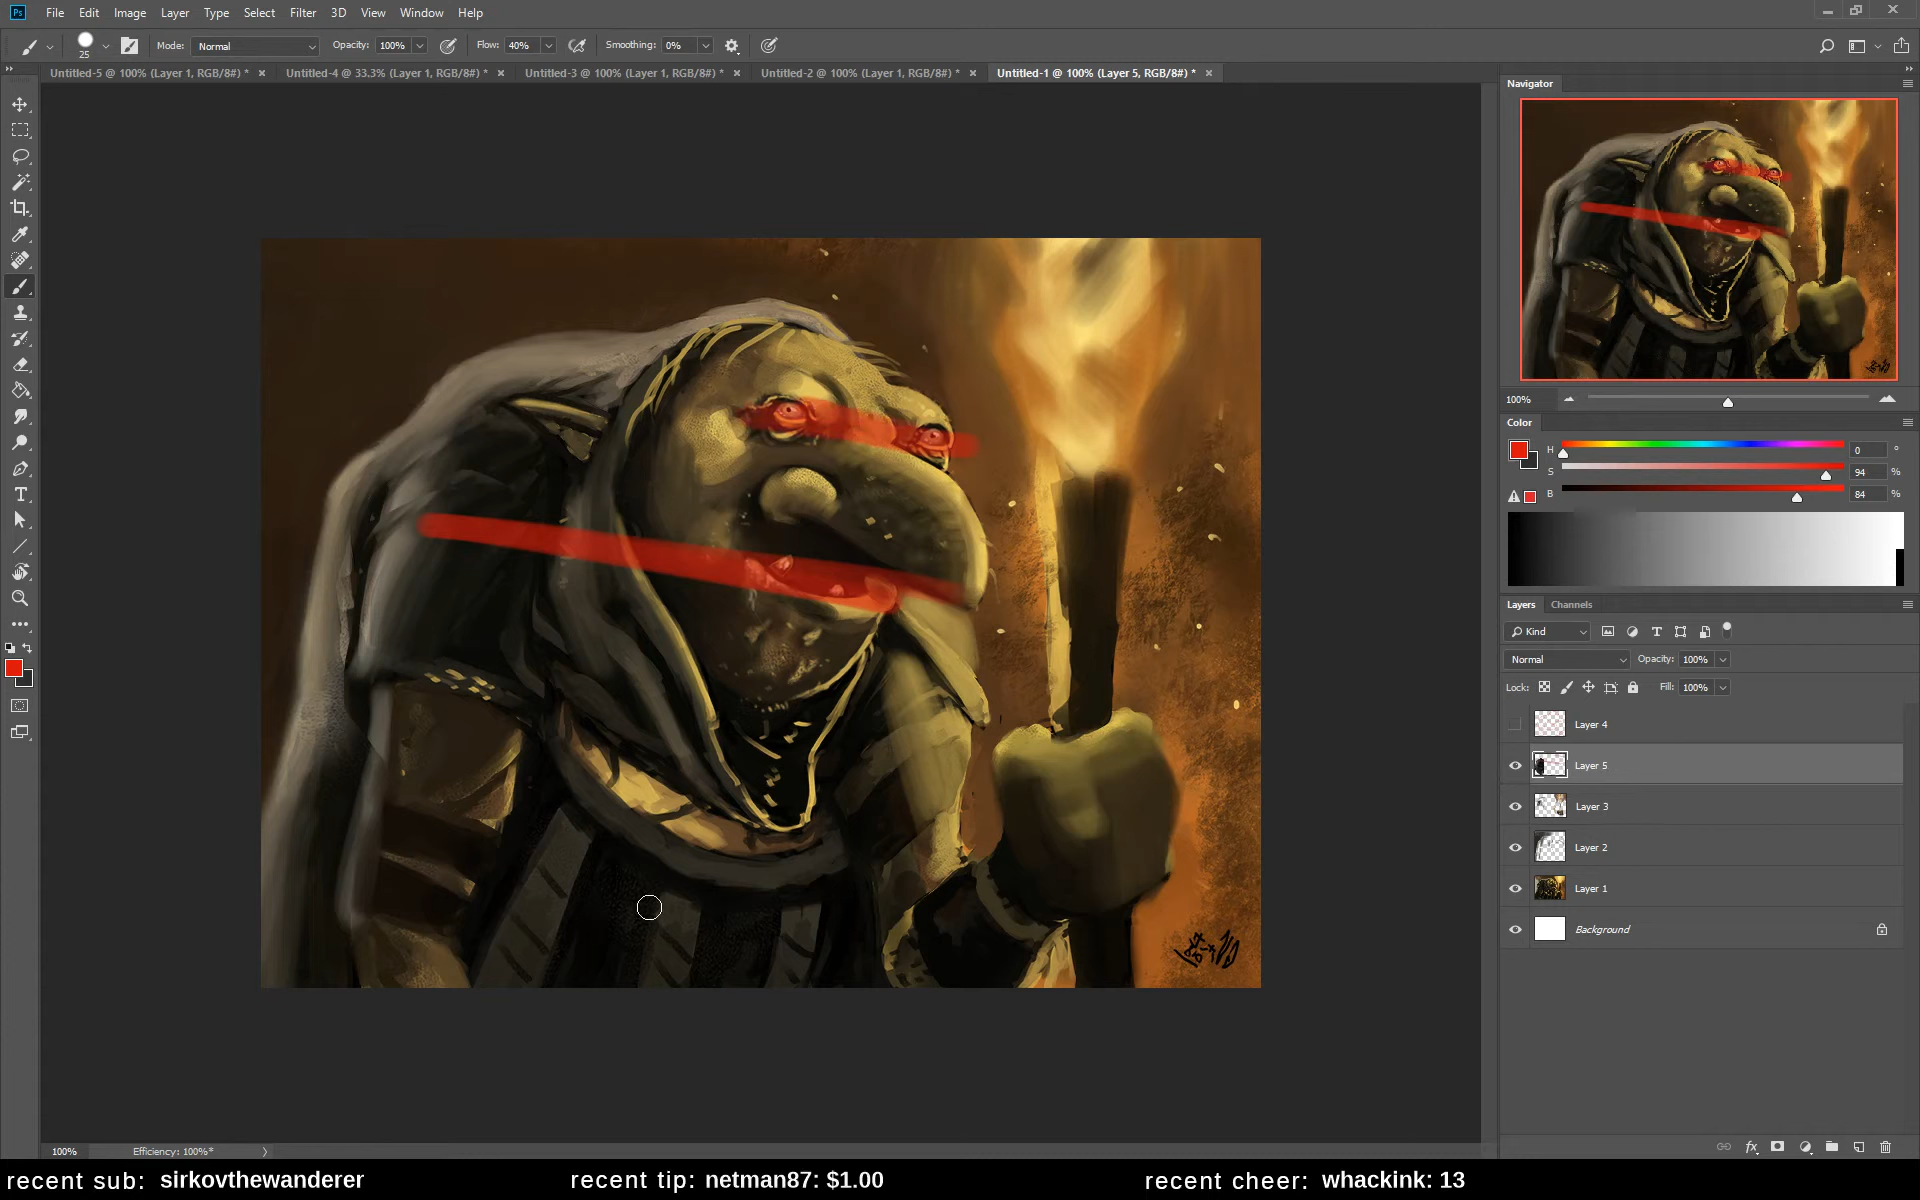 File Edit Image Layer Type Select Filter 3D View Window Help
25 Mode: Normal Opacity: 100% Flow: 40% Smoothing: 0%
Untitled-5 @ 100% (Layer 1, RGB/8#) * Untitled-4 @ 33.3% (Layer 1, RGB/8#) * Untitled-3 @ 100% (Layer 1, RGB/8#) * Untitled-2 @ 100% (Layer 1, RGB/8#) * Untitled-1 @ 100% (Layer 5, RGB/8#) *
Navigator
100%
Color
H 0 °
S 94 %
B 84 %
Layers Channels
Kind
Normal Opacity: 100%
Lock: Fill: 100%
Layer 4
Layer 5
Layer 3
Layer 2
Layer 1
Background
100% Efficiency: 100%*
recent sub: sirkovthewanderer recent tip: netman87: $1.00 recent cheer: whackink: 13